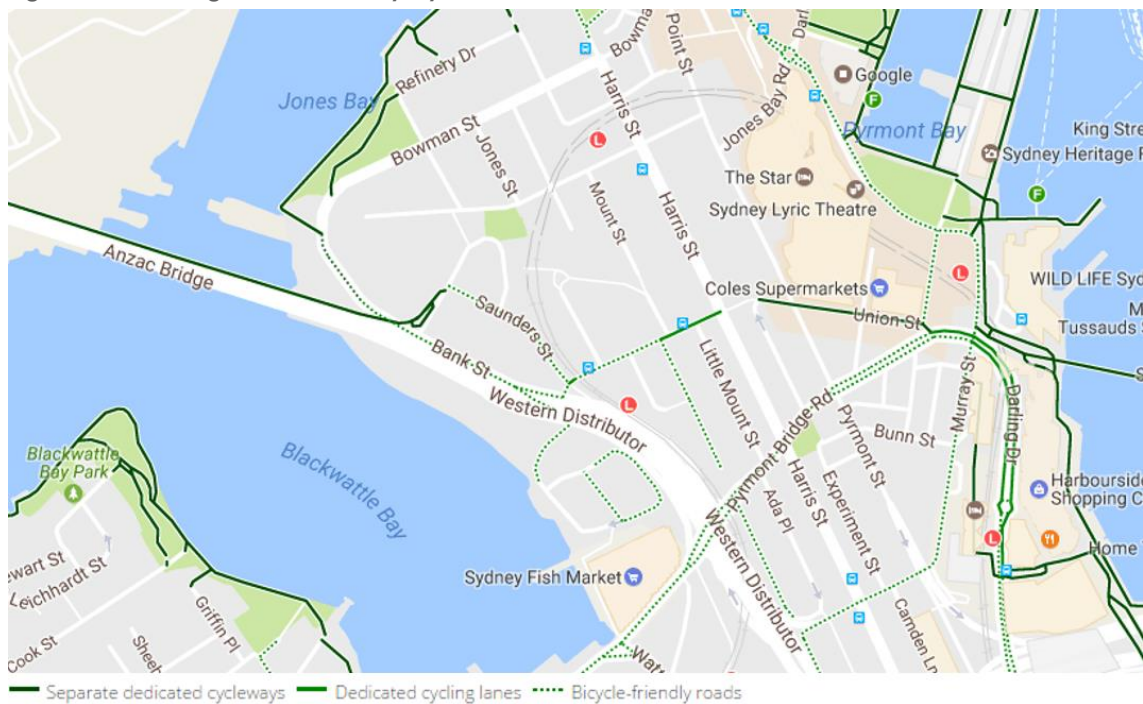 Jones Bay
Refinery Dr
Bowman St
Jones St
Bowma
Point St
Harris St
Jones Bay Rd
Darl
Google
F
Pyrmont Bay
King Stre
Sydney Heritage F
F
L
The Star
Sydney Lyric Theatre
Mount St
Harris St
L
Coles Supermarkets
Union St
WILD LIFE Syd
M
Tussauds S
S
Anzac Bridge
Saunders St
Bank St
Western Distributor
L
Little Mount St
Pyrmont Bridge Rd
Pyrmont St
Bunn St
Murray St
Darling Dr
Harbourside
Shopping C
Home T
L
Blackwattle
Bay Park
Blackwattle Bay
Ada Pl
Harris St
Experiment St
Western Distributor
Sydney Fish Market
Camden Ln
ewart St
Leichhardt St
Griffin Pl
Cook St
Sheeh
Watt
Separate dedicated cycleways
Dedicated cycling lanes
Bicycle-friendly roads